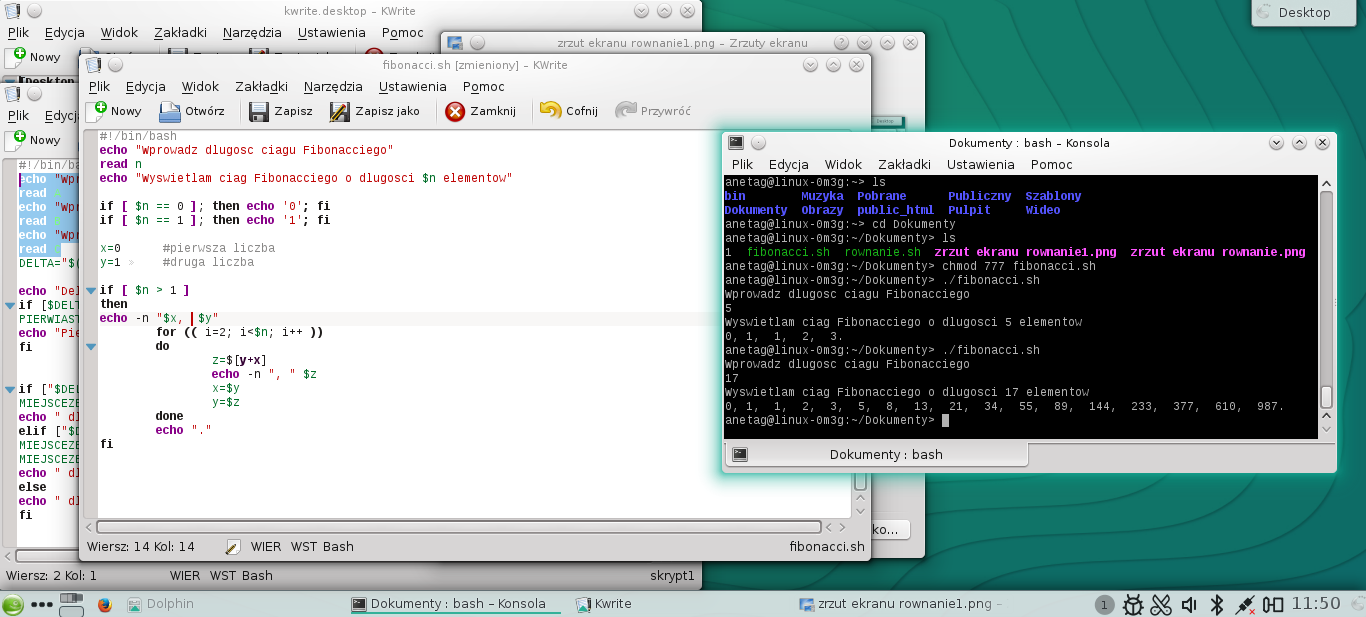 kwrite.desktop – KWrite
Plik Edycja Widok Zakładki Narzędzia Ustawienia Pomoc
Nowy
Desktop
zrzut ekranu rownanie1.png – Zrzuty ekranu
fibonacci.sh [zmieniony] – KWrite
Plik Edycja Widok Zakładki Narzędzia Ustawienia Pomoc
Nowy Otwórz Zapisz Zapisz jako Zamknij Cofnij Przywróć
#!/bin/bash
echo "Wprowadz dlugosc ciagu Fibonacciego"
read n
echo "Wyswietlam ciag Fibonacciego o dlugosci $n elementow"
if [ $n == 0 ]; then echo '0'; fi
if [ $n == 1 ]; then echo '1'; fi
x=0 #pierwsza liczba
y=1 » #druga liczba
if [ $n > 1 ]
then
echo -n "$x, $y"
for (( i=2; i<$n; i++ ))
do
z=$[y+x]
echo -n ", " $z
x=$y
y=$z
done
echo "."
fi
Wiersz: 14 Kol: 14 WIER WST Bash fibonacci.sh
[Desktop
Plik
Nowy
#!/bin/ba
echo "Wpr
read
echo "Wpr
read
echo "Wpr
read
DELTA="$(
echo "Del
if [$DELT
PIERWIAST
echo "Pie
fi
if ["$DEL
MIEJSCEZE
echo " dl
elif ["$D
MIEJSCEZE
MIEJSCEZE
echo " dl
else
echo " dl
fi
Wiersz: 2 Kol: 1 WIER WST Bash skrypt1
ko...
Dokumenty : bash – Konsola
Plik Edycja Widok Zakładki Ustawienia Pomoc
anetag@linux-0m3g:~> ls
bin Muzyka Pobrane Publiczny Szablony
Dokumenty Obrazy public_html Pulpit Wideo
anetag@linux-0m3g:~> cd Dokumenty
anetag@linux-0m3g:~/Dokumenty> ls
1 fibonacci.sh rownanie.sh zrzut ekranu rownanie1.png zrzut ekranu rownanie.png
anetag@linux-0m3g:~/Dokumenty> chmod 777 fibonacci.sh
anetag@linux-0m3g:~/Dokumenty> ./fibonacci.sh
Wprowadz dlugosc ciagu Fibonacciego
5
Wyswietlam ciag Fibonacciego o dlugosci 5 elementow
0, 1, 1, 2, 3.
anetag@linux-0m3g:~/Dokumenty> ./fibonacci.sh
Wprowadz dlugosc ciagu Fibonacciego
17
Wyswietlam ciag Fibonacciego o dlugosci 17 elementow
0, 1, 1, 2, 3, 5, 8, 13, 21, 34, 55, 89, 144, 233, 377, 610, 987.
anetag@linux-0m3g:~/Dokumenty>
Dokumenty : bash
Dolphin Dokumenty : bash – Konsola Kwrite zrzut ekranu rownanie1.png – 1 11:50